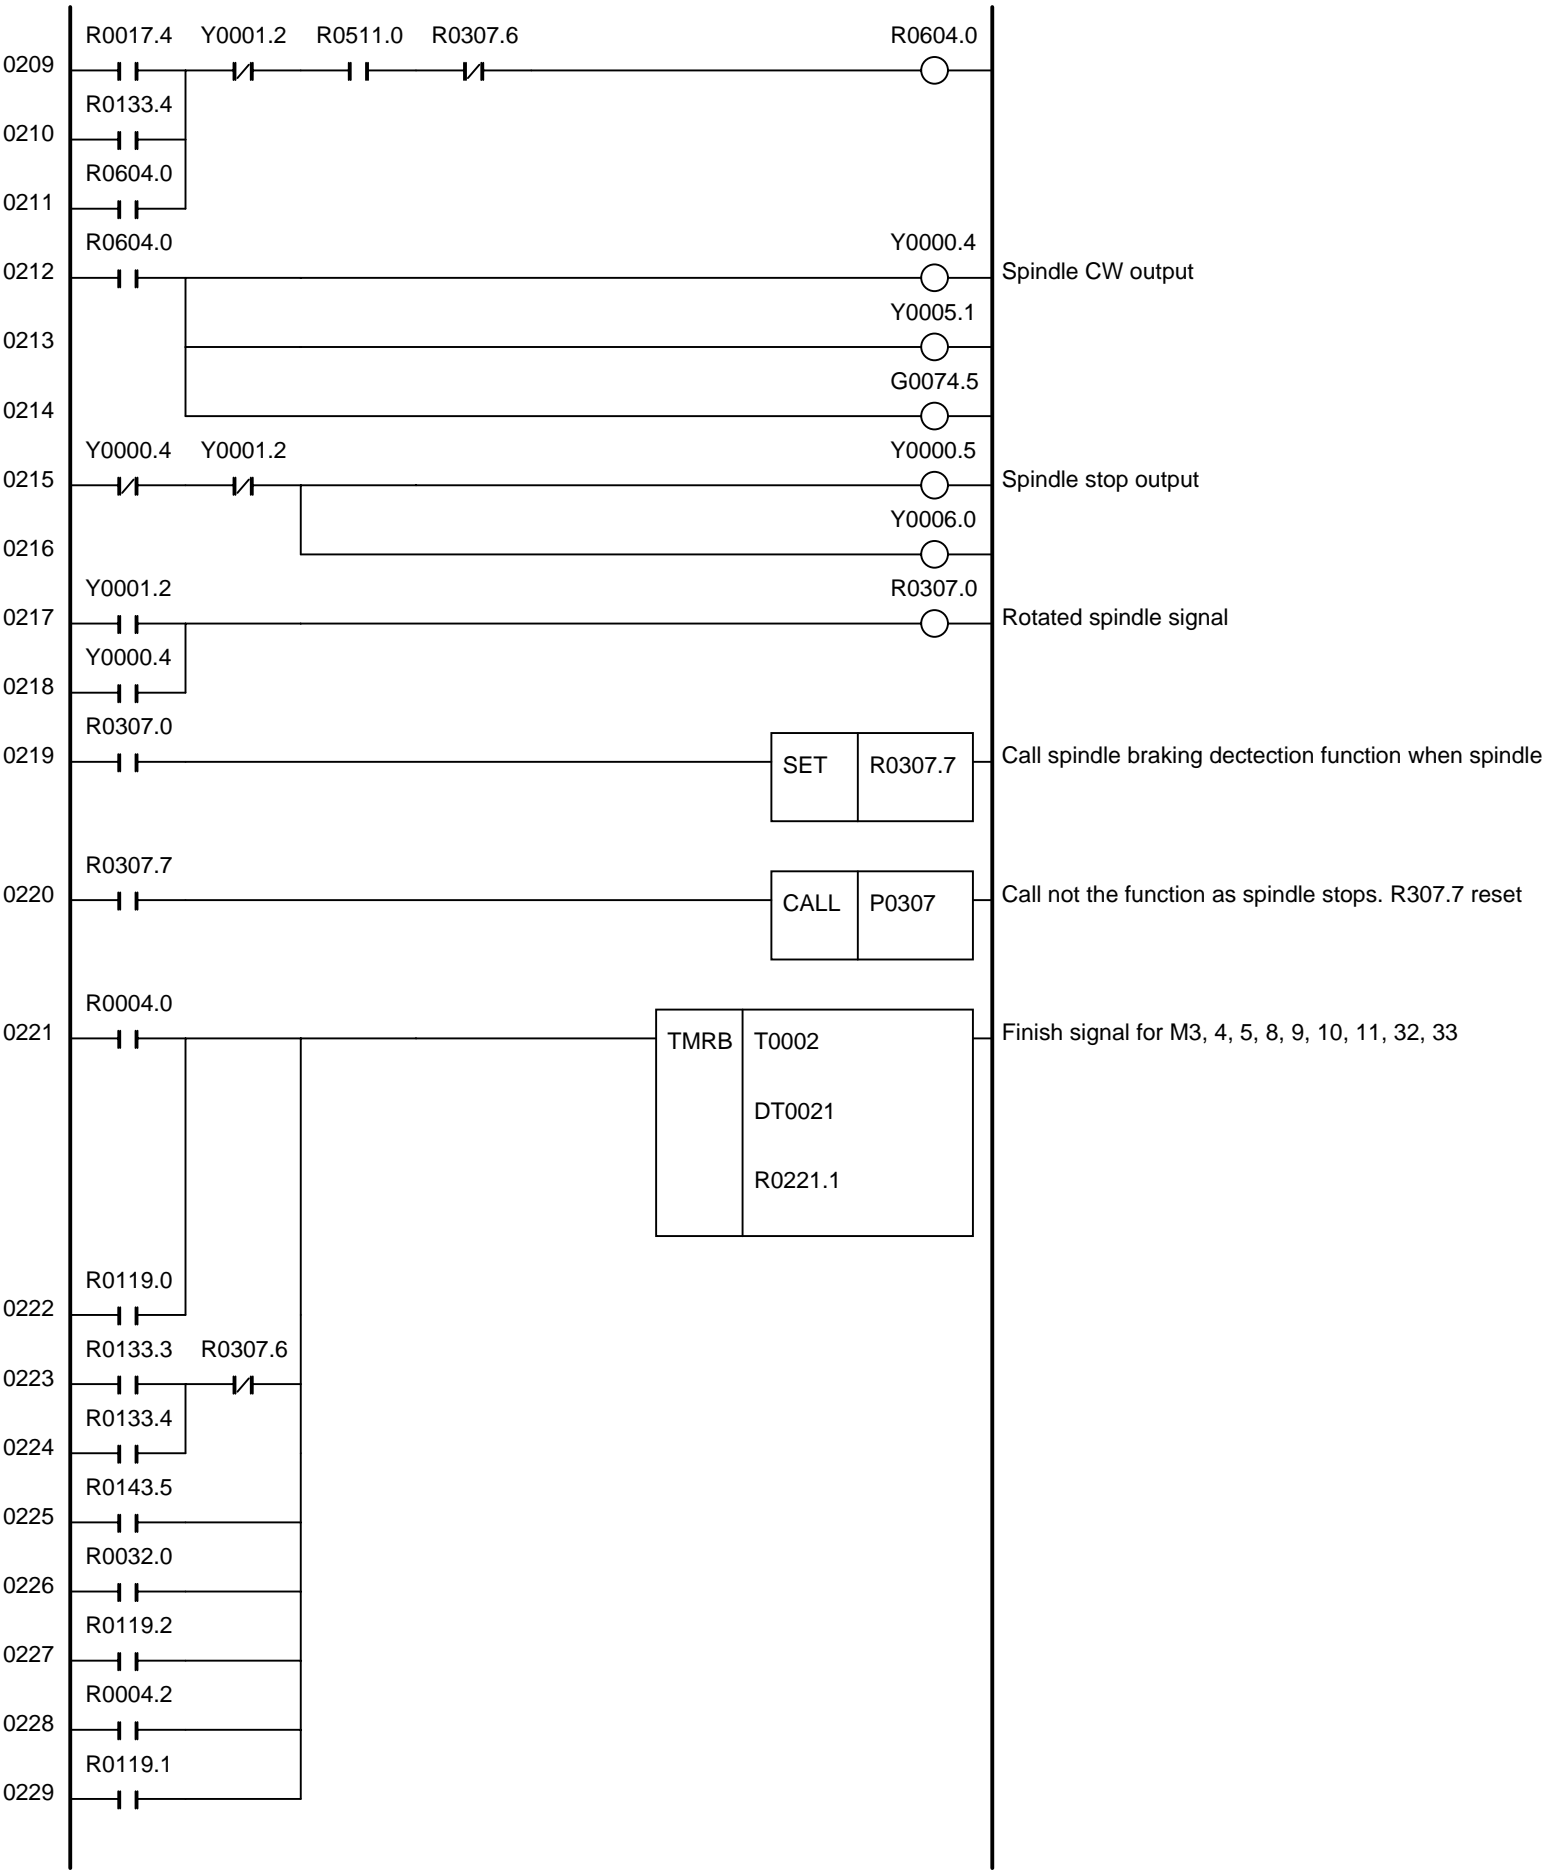 R0017.4 Y0001.2 R0511.0 R0307.6 R0604.0
0209
R0133.4
0210
R0604.0
0211
R0604.0 Y0000.4
0212 Spindle CW output
Y0005.1
0213
G0074.5
0214
Y0000.4 Y0001.2 Y0000.5
0215 Spindle stop output
Y0006.0
0216
Y0001.2 R0307.0
0217 Rotated spindle signal
Y0000.4
0218
R0307.0
0219 SET R0307.7 Call spindle braking dectection function when spindle
R0307.7
0220 CALL P0307 Call not the function as spindle stops. R307.7 reset
R0004.0
0221 TMRB T0002 Finish signal for M3, 4, 5, 8, 9, 10, 11, 32, 33
DT0021
R0221.1
R0119.0
0222
R0133.3 R0307.6
0223
R0133.4
0224
R0143.5
0225
R0032.0
0226
R0119.2
0227
R0004.2
0228
R0119.1
0229